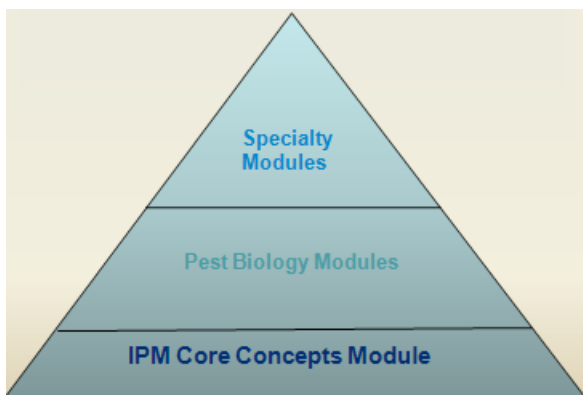 Specialty
Modules
Pest Biology Modules
IPM Core Concepts Module